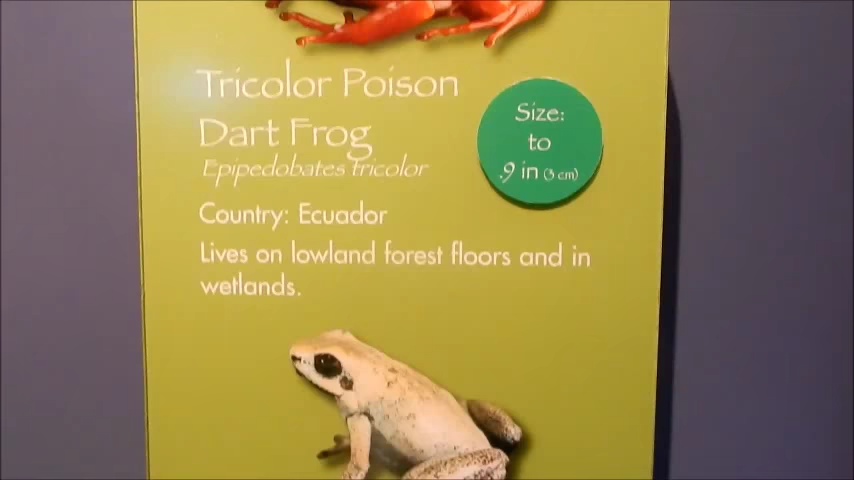 Tricolor Poison
Dart Frog
Epipedobates tricolor
Country: Ecuador
Lives on lowland forest floors and in
wetlands.
Size:
to
.9 in (3 cm)